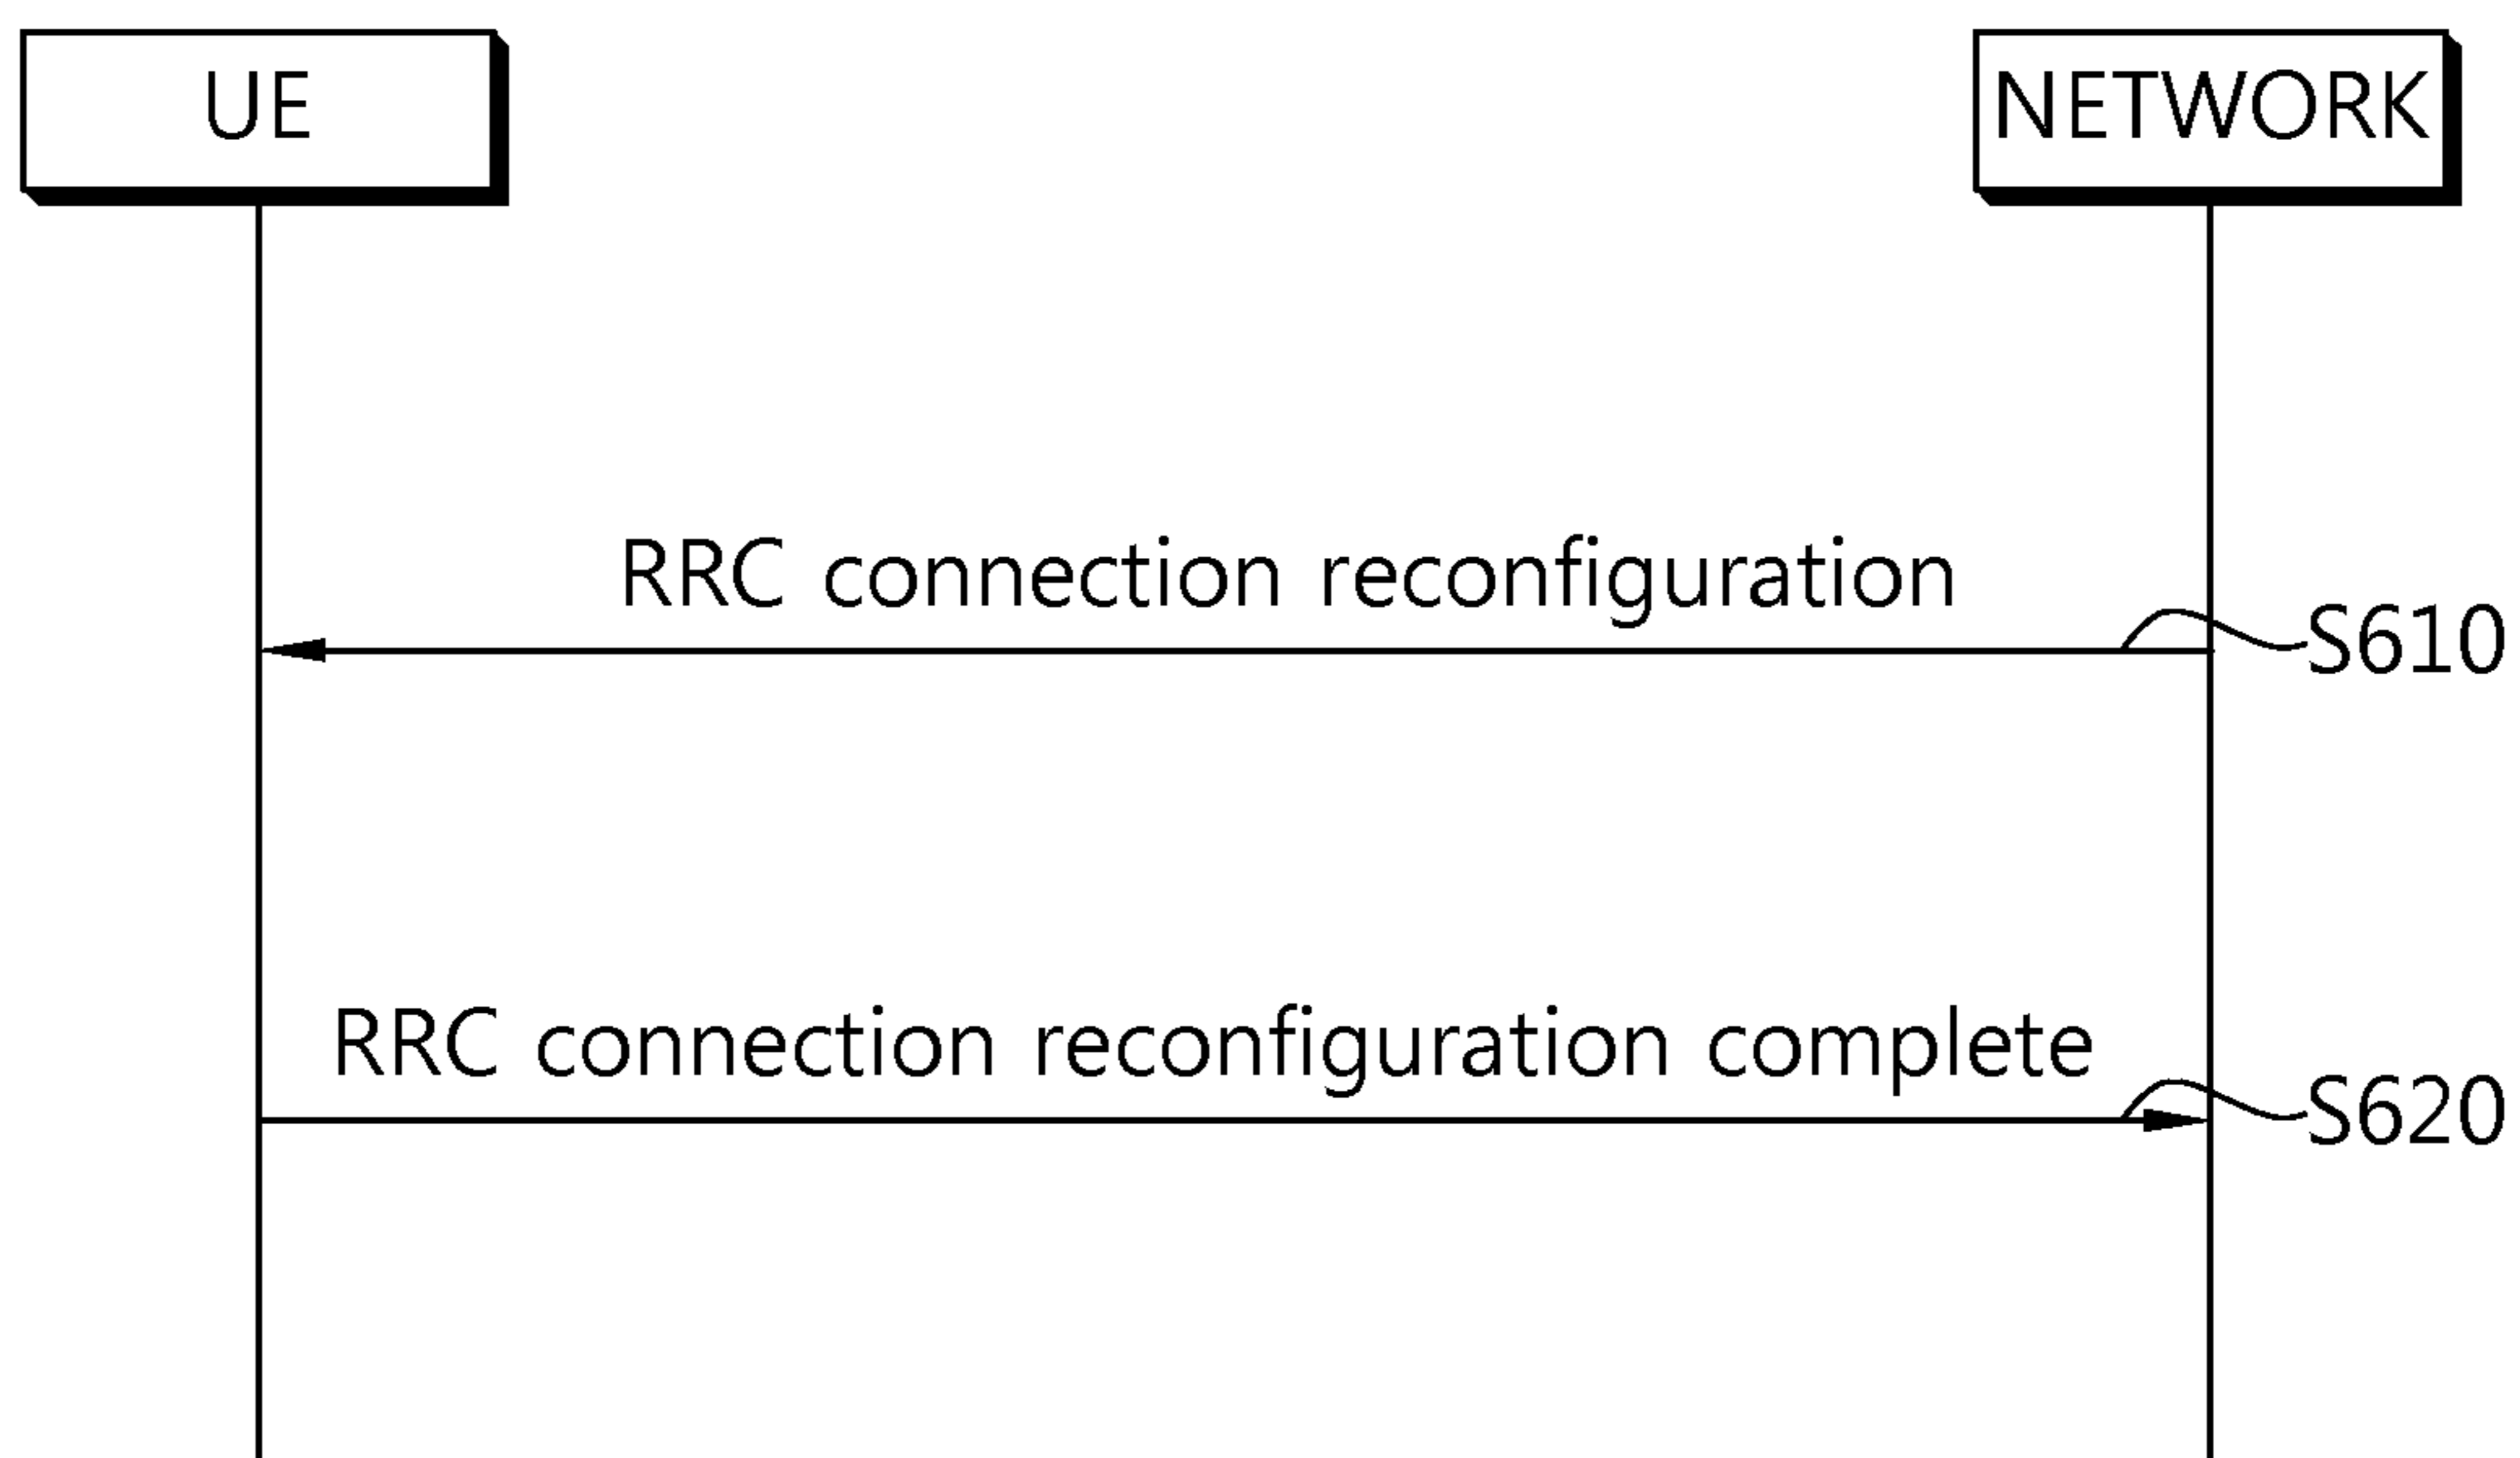 UE
NETWORK
RRC connection reconfiguration
S610
RRC connection reconfiguration complete
S620